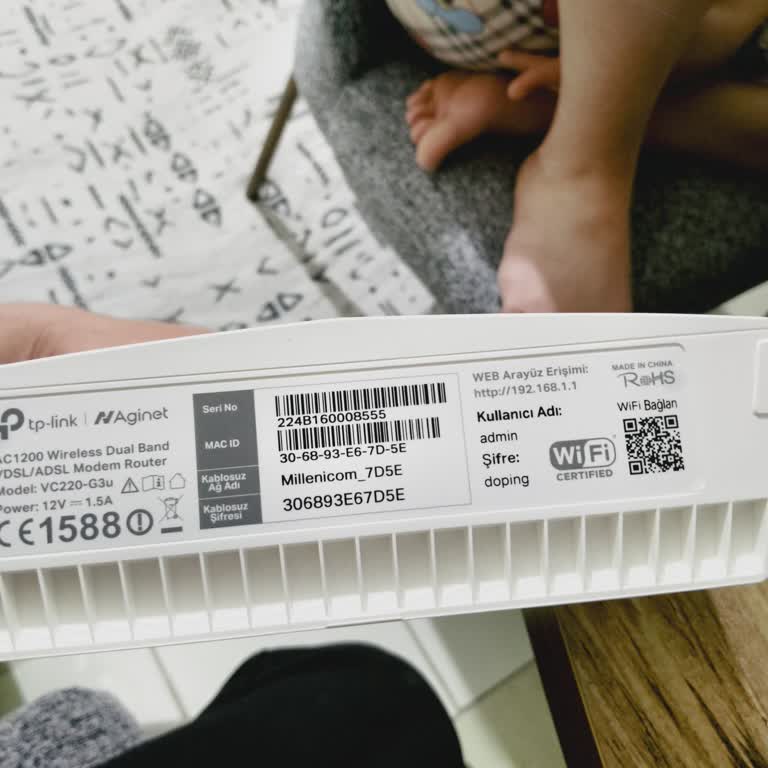 tp-link | Aginet
AC1200 Wireless Dual Band
VDSL/ADSL Modem Router
Model: VC220-G3u
Power: 12V ⎓ 1.5A
CE1588
Seri No
224B160008555
MAC ID
30-68-93-E6-7D-5E
Kablosuz
Ağ Adı
Millenicom_7D5E
Kablosuz
Şifresi
306893E67D5E
WEB Arayüz Erişimi:
http://192.168.1.1
Kullanıcı Adı:
admin
Şifre:
doping
Wi Fi
CERTIFIED
MADE IN CHINA
RoHS
WiFi Bağlan